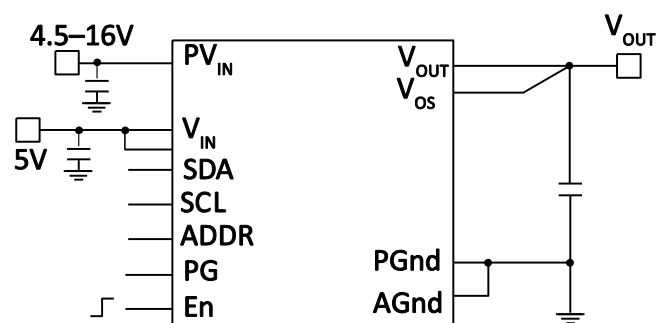 4.5–16V
V_OUT
PV_IN
V_OUT
V_OS
5V
V_IN
SDA
SCL
ADDR
PG
PGnd
En
AGnd